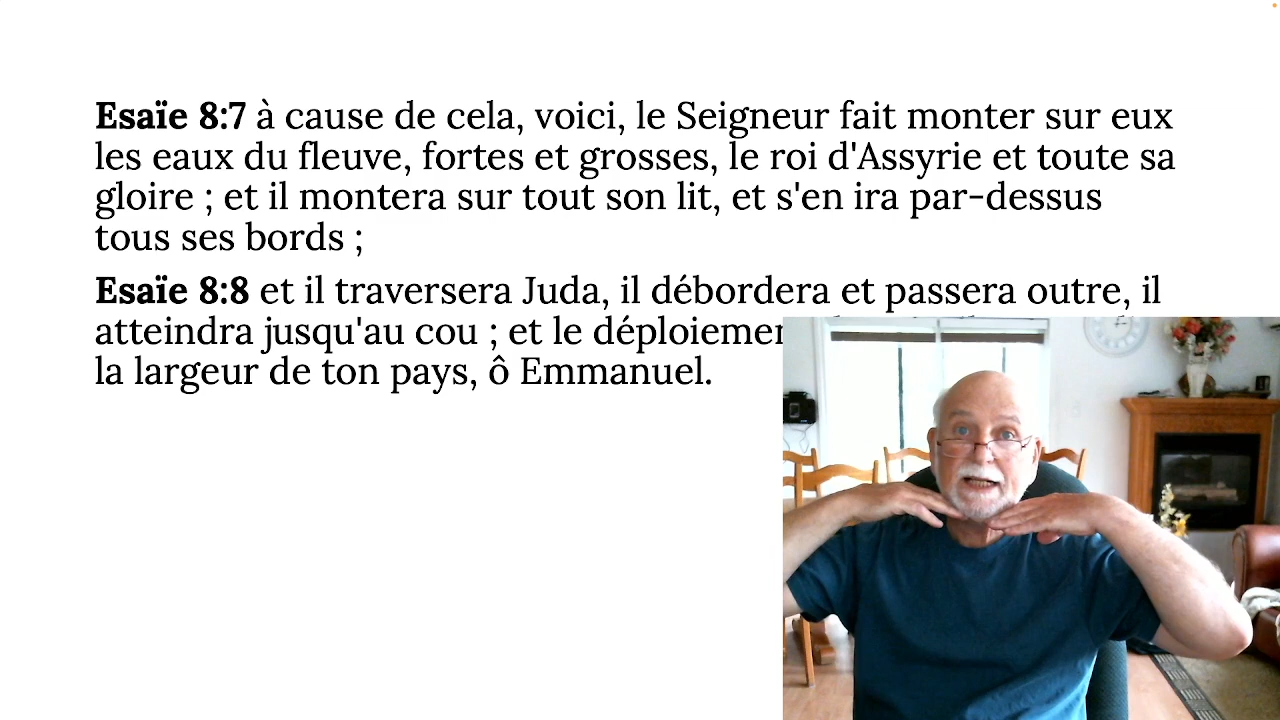 Esaïe 8:7 à cause de cela, voici, le Seigneur fait monter sur eux
les eaux du fleuve, fortes et grosses, le roi d'Assyrie et toute sa
gloire ; et il montera sur tout son lit, et s'en ira par-dessus
tous ses bords ;
Esaïe 8:8 et il traversera Juda, il débordera et passera outre, il
atteindra jusqu'au cou ; et le
la largeur de ton pays, ô Emmanuel.